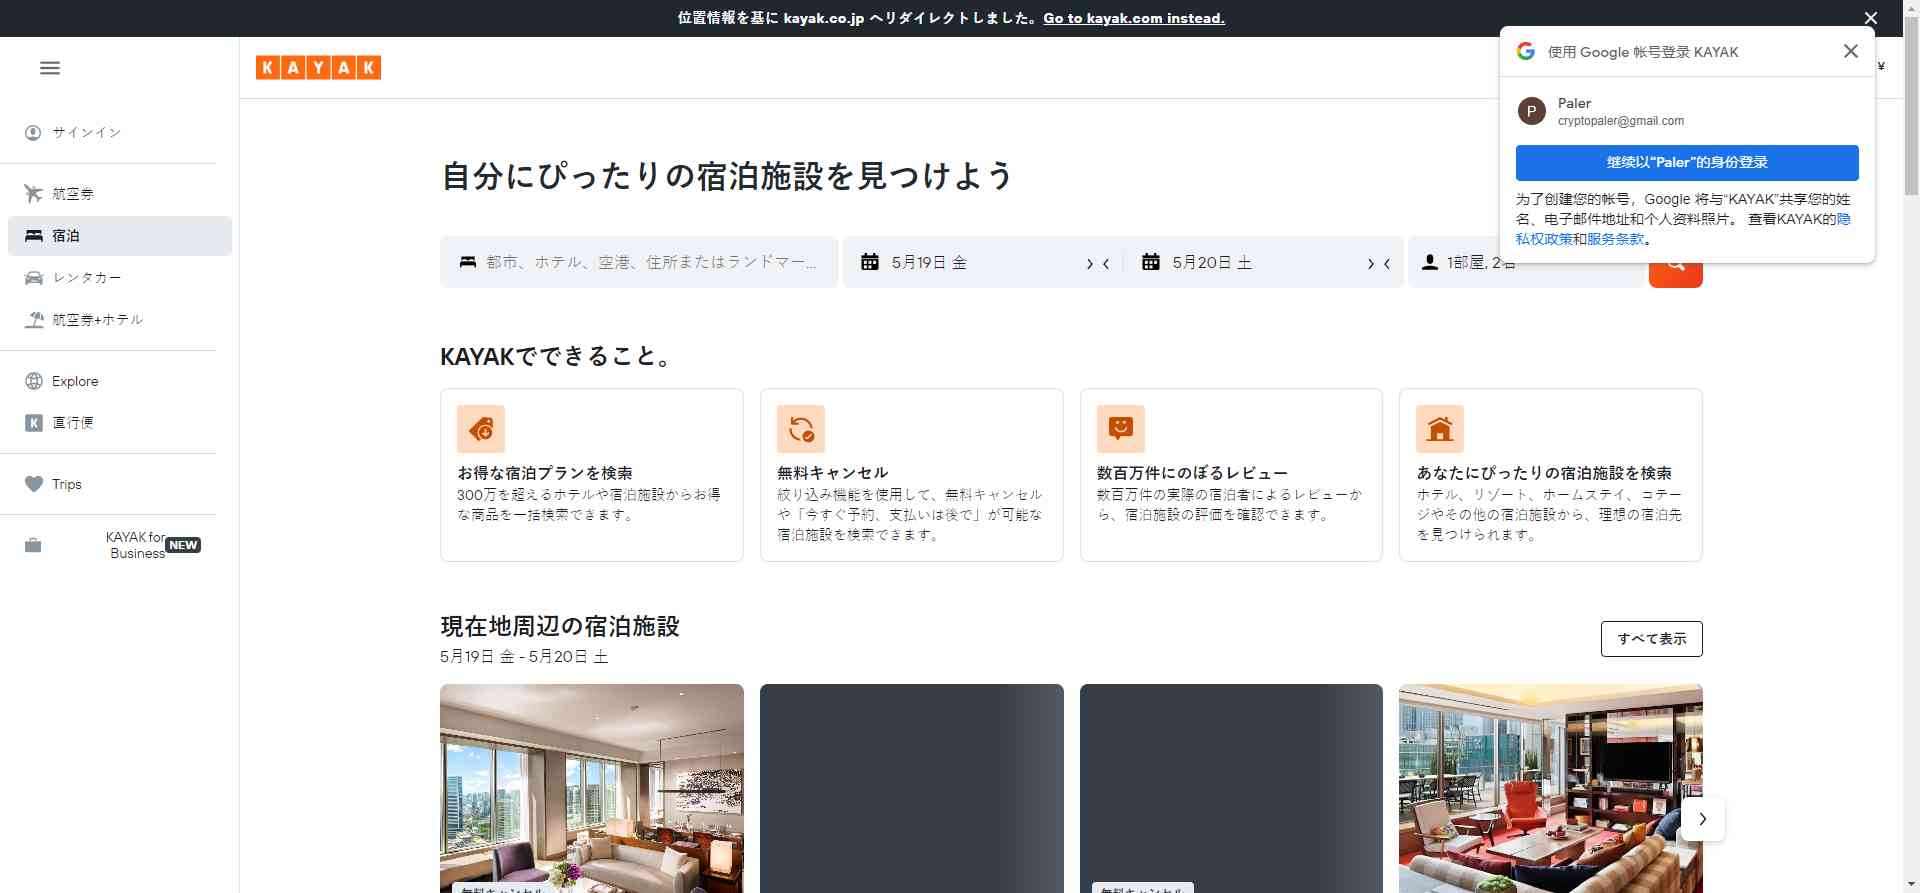 位置情報を基に kayak.co.jp へリダイレクトしました。Go to kayak.com instead.
KAYAK
¥
使用 Google 帐号登录 KAYAK
P
Paler
cryptopaler@gmail.com
继续以“Paler”的身份登录
为了创建您的帐号，Google 将与“KAYAK”共享您的姓
名、电子邮件地址和个人资料照片。 查看KAYAK的隐
私权政策和服务条款。
サインイン
航空券
宿泊
レンタカー
航空券+ホテル
Explore
K
直行便
Trips
KAYAK for
Business NEW
自分にぴったりの宿泊施設を見つけよう
都市、ホテル、空港、住所またはランドマー...
5月19日 金
5月20日 土
1部屋, 2名
KAYAKでできること。
お得な宿泊プランを検索
300万を超えるホテルや宿泊施設からお得
な商品を一括検索できます。
無料キャンセル
絞り込み機能を使用して、無料キャンセル
や「今すぐ予約、支払いは後で」が可能な
宿泊施設を検索できます。
数百万件にのぼるレビュー
数百万件の実際の宿泊者によるレビューか
ら、宿泊施設の評価を確認できます。
あなたにぴったりの宿泊施設を検索
ホテル、リゾート、ホームステイ、コテー
ジやその他の宿泊施設から、理想の宿泊先
を見つけられます。
現在地周辺の宿泊施設
5月19日 金 - 5月20日 土
すべて表示
無料キャンセル
無料キャンセル